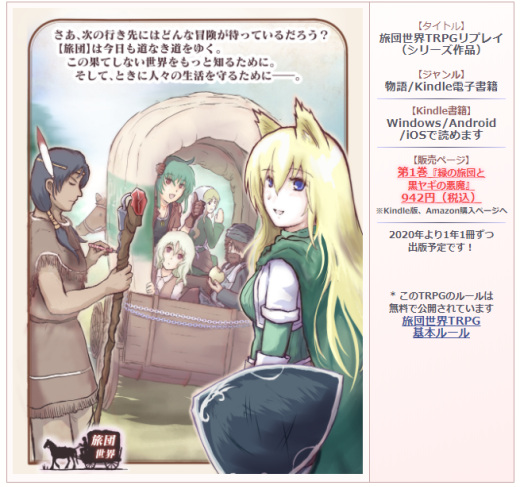 さあ、次の行き先にはどんな冒険が待っているだろう？
【旅団】は今日も道なき道をゆく。
この果てしない世界をもっと知るために。
そして、ときに人々の生活を守るために――。
旅団
世界
【タイトル】
旅団世界TRPGリプレイ
（シリーズ作品）
【ジャンル】
物語/Kindle電子書籍
【Kindle書籍】
Windows/Android
/iOSで読めます
【販売ページ】
第1巻『緑の旅団と
黒ヤギの悪魔』
942円（税込）
※Kindle版、Amazon購入ページへ
2020年より1年1冊ずつ
出版予定です！
* このTRPGのルールは
無料で公開されています
旅団世界TRPG
基本ルール